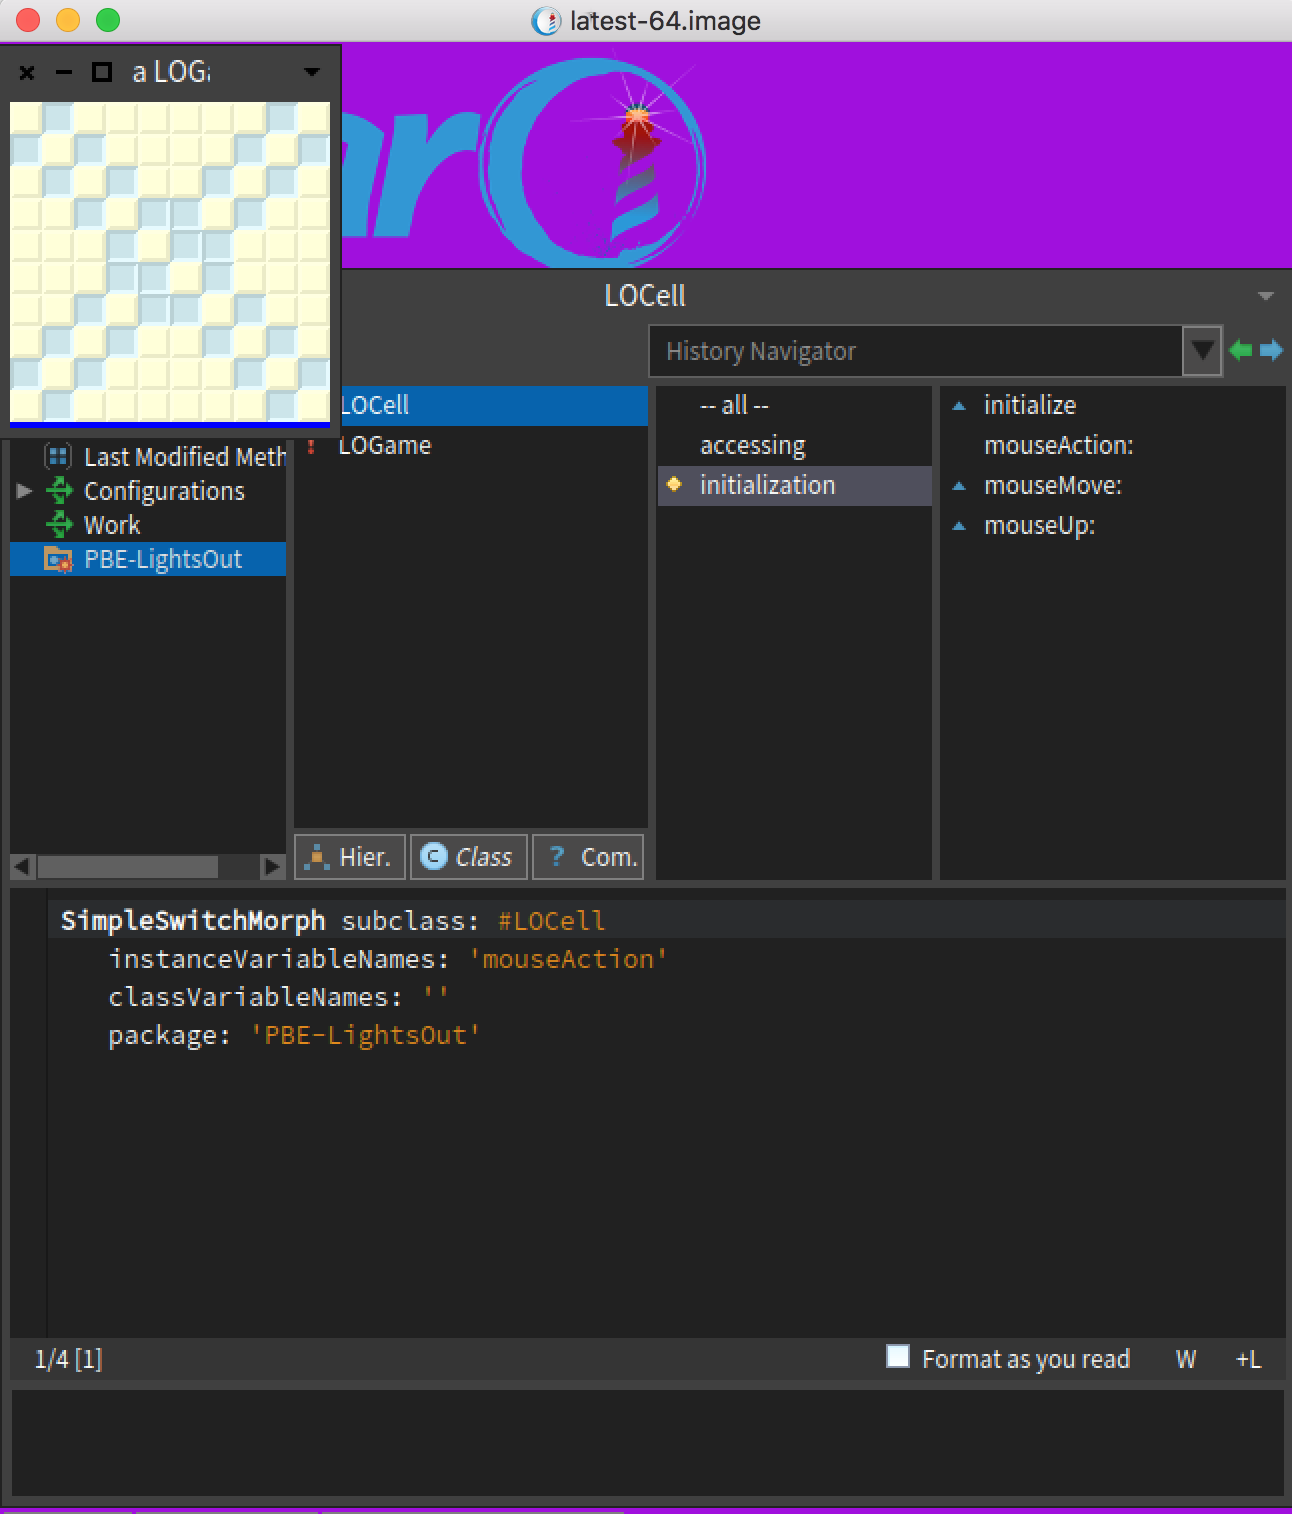 latest-64.image
a LOG
LOCell
History Navigator
LOCell
LOGame
-- all --
accessing
initialization
initialize
mouseAction:
mouseMove:
mouseUp:
Last Modified Meth
Configurations
Work
PBE-LightsOut
Hier.
Class
? Com.
SimpleSwitchMorph subclass: #LOCell
instanceVariableNames: 'mouseAction'
classVariableNames: ''
package: 'PBE-LightsOut'
1/4 [1]
Format as you read W +L